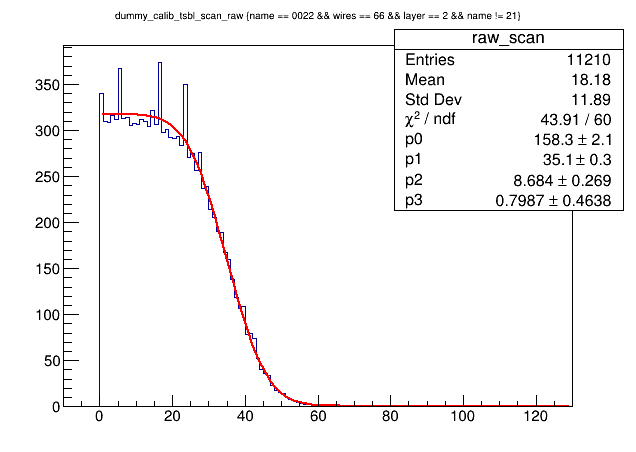 dummy_calib_tsbl_scan_raw {name == 0022 && wires == 66 && layer == 2 && name != 21}
raw_scan
Entries 11210
Mean 18.18
Std Dev 11.89
χ² / ndf 43.91 / 60
p0 158.3 ± 2.1
p1 35.1 ± 0.3
p2 8.684 ± 0.269
p3 0.7987 ± 0.4638
350
300
250
200
150
100
50
0
0 20 40 60 80 100 120